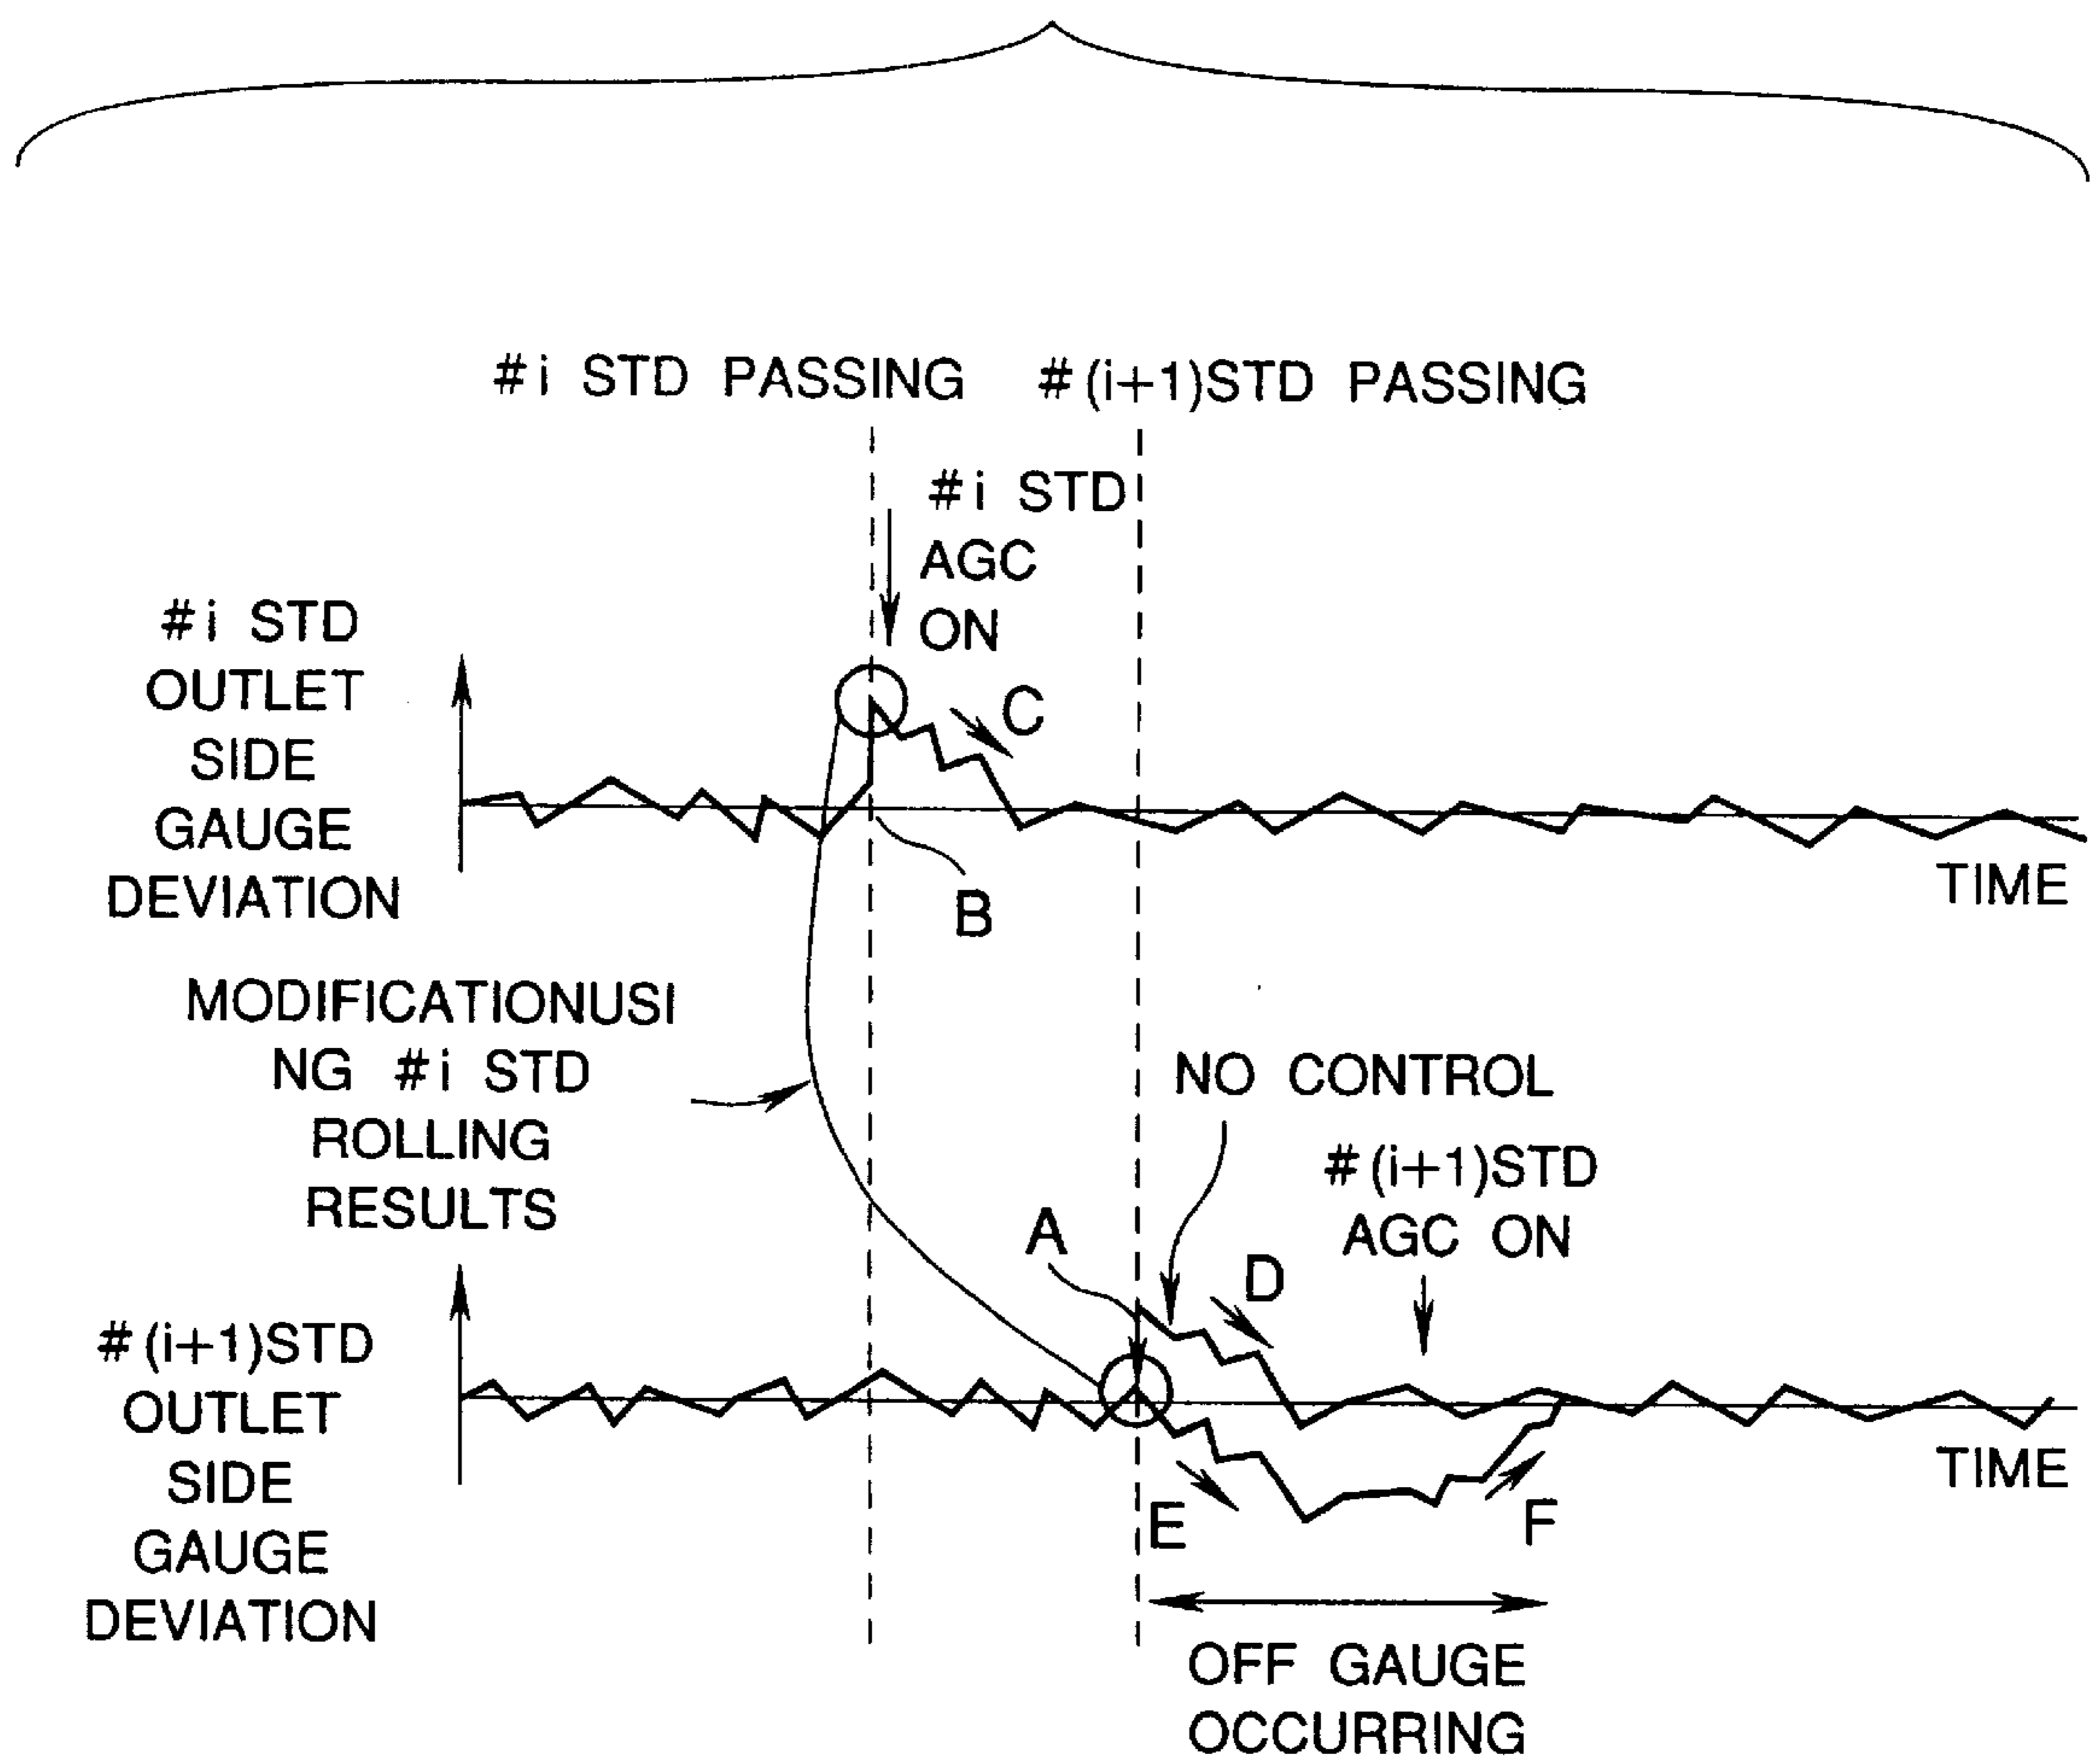 #i STD PASSING
#(i+1)STD PASSING
#i STD
AGC
ON
#i STD
OUTLET
SIDE
GAUGE
DEVIATION
C
B
TIME
MODIFICATIONUSI
NG #i STD
ROLLING
RESULTS
NO CONTROL
#(i+1)STD
AGC ON
A
D
#(i+1)STD
OUTLET
SIDE
GAUGE
DEVIATION
TIME
E
F
OFF GAUGE
OCCURRING